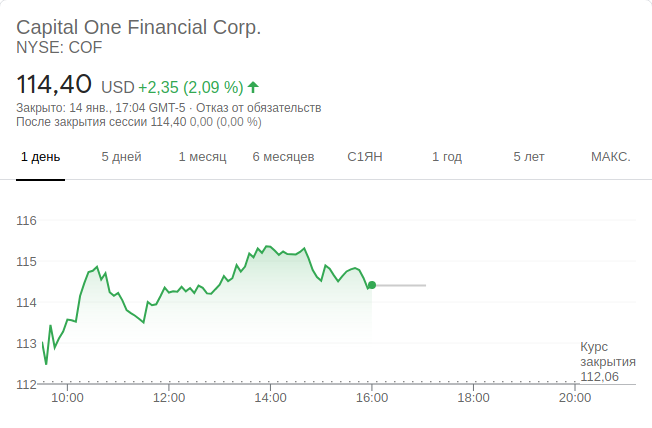 Capital One Financial Corp.
NYSE: COF
114,40 USD +2,35 (2,09 %)
Закрыто: 14 янв., 17:04 GMT-5 · Отказ от обязательств
После закрытия сессии 114,40 0,00 (0,00 %)
1 день 5 дней 1 месяц 6 месяцев С1ЯН 1 год 5 лет МАКС.
116
115
114
113
Курс
закрытия
112,06
112
10:00 12:00 14:00 16:00 18:00 20:00